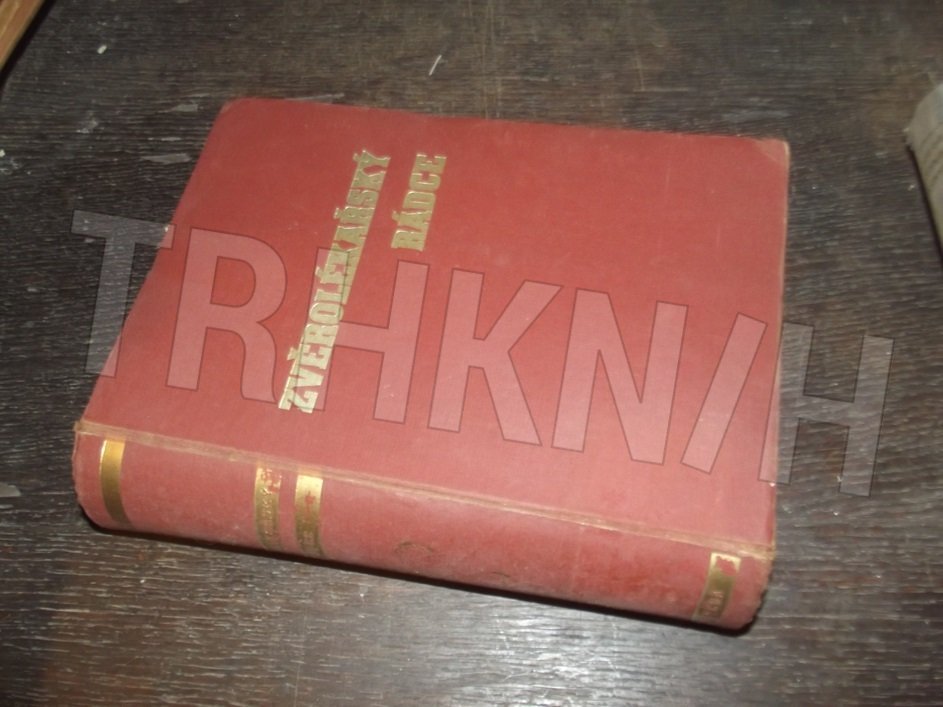 ZVĚROLÉKAŘSKÝ
RÁDCE
TRHKNIH